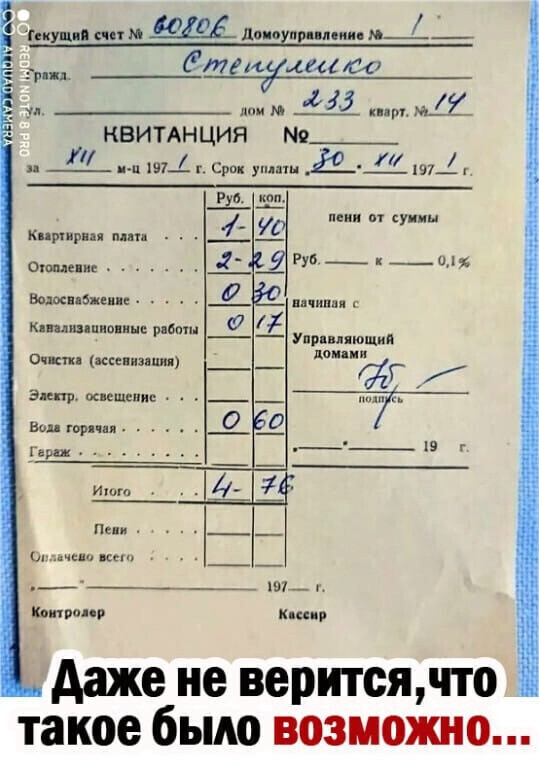 Текущий счет № 60806 Домоуправление № 1
Гражд. Степуленко
ул. дом № 233 кварт. № 14
КВИТАНЦИЯ №
за XII м-ц 1971 г. Срок уплаты „30 " XII 1971 г.
Руб. коп.
Квартирная плата . . . 1- 40
Отопление . . . . . . 2- 29
Водоснабжение . . . . . 0 30
Канализационные работы 0 17
Очистка (ассенизация)
Электр. освещение . . .
Вода горячая . . . . . . 0 60
Гараж . . . . . . . .
Итого . . . . 4- 76
Пени . . . . .
Оплачено всего . . . .
пени от суммы
Руб. — к — 0,1%
начиная с
Управляющий
домами
подпись
„ — " 19 г.
„ — " 197 г.
Контролер Кассир
REDMI NOTE 8 PRO
AI QUAD CAMERA
Даже не верится,что
такое было возможно...